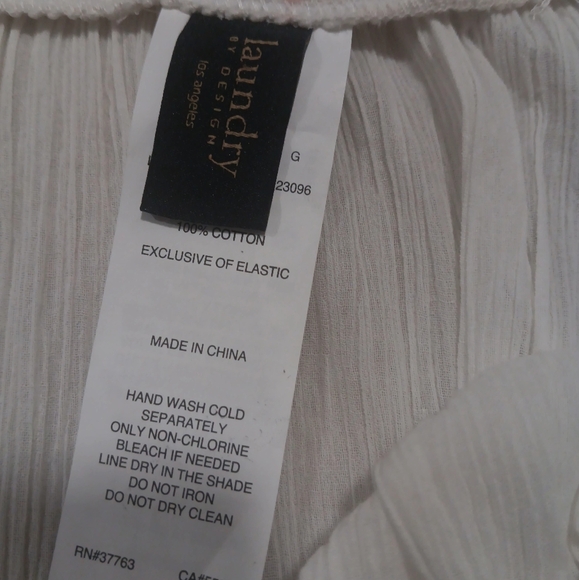 laundry
BY DESIGN
los angeles
G
23096
100% COTTON
EXCLUSIVE OF ELASTIC
MADE IN CHINA
HAND WASH COLD
SEPARATELY
ONLY NON-CHLORINE
BLEACH IF NEEDED
LINE DRY IN THE SHADE
DO NOT IRON
DO NOT DRY CLEAN
RN#37763